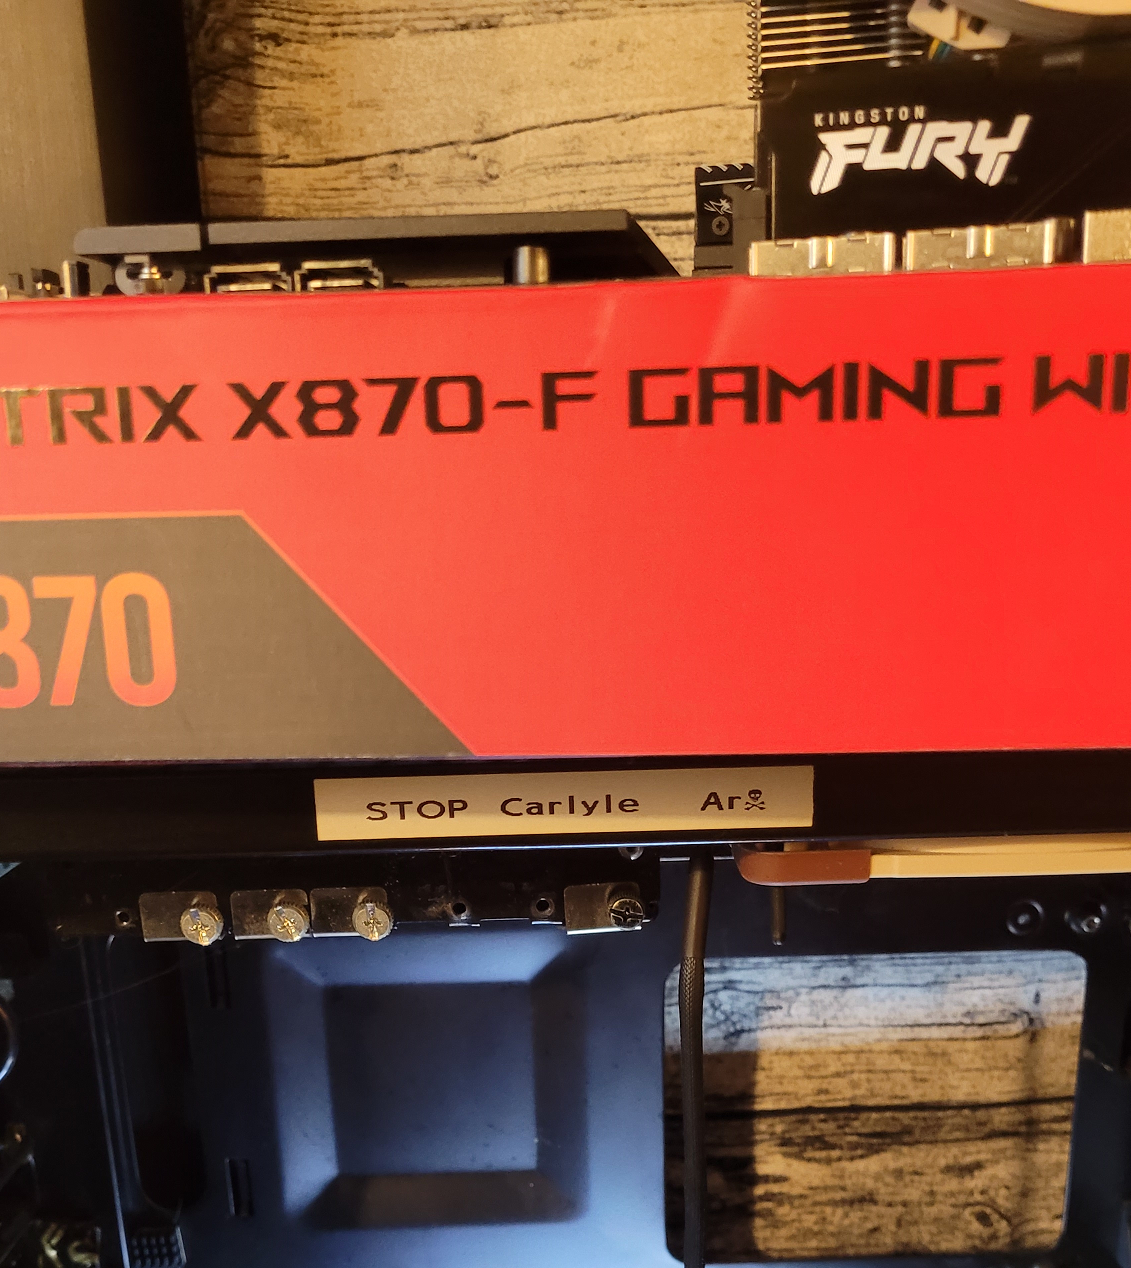 KINGSTON
FURY
TRIX X870-F GAMING WI
870
STOP Carlyle Ar☠